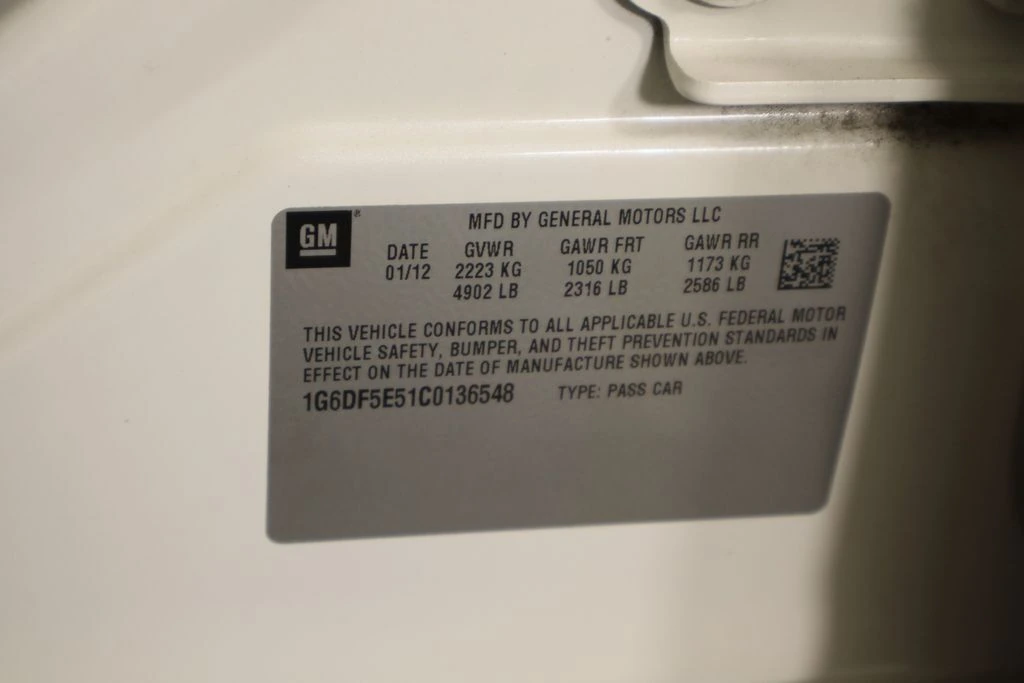 GM®
MFD BY GENERAL MOTORS LLC
DATE GVWR GAWR FRT GAWR RR
01/12 2223 KG 1050 KG 1173 KG
4902 LB 2316 LB 2586 LB
THIS VEHICLE CONFORMS TO ALL APPLICABLE U.S. FEDERAL MOTOR
VEHICLE SAFETY, BUMPER, AND THEFT PREVENTION STANDARDS IN
EFFECT ON THE DATE OF MANUFACTURE SHOWN ABOVE.
1G6DF5E51C0136548 TYPE: PASS CAR